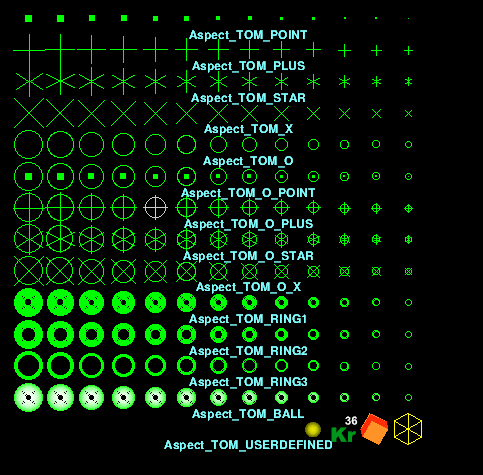 Aspect_TOM_POINT
Aspect_TOM_PLUS
Aspect_TOM_STAR
Aspect_TOM_X
Aspect_TOM_O
Aspect_TOM_O_POINT
Aspect_TOM_O_PLUS
Aspect_TOM_O_STAR
Aspect_TOM_O_X
Aspect_TOM_RING1
Aspect_TOM_RING2
Aspect_TOM_RING3
Aspect_TOM_BALL
36
Kr
Aspect_TOM_USERDEFINED